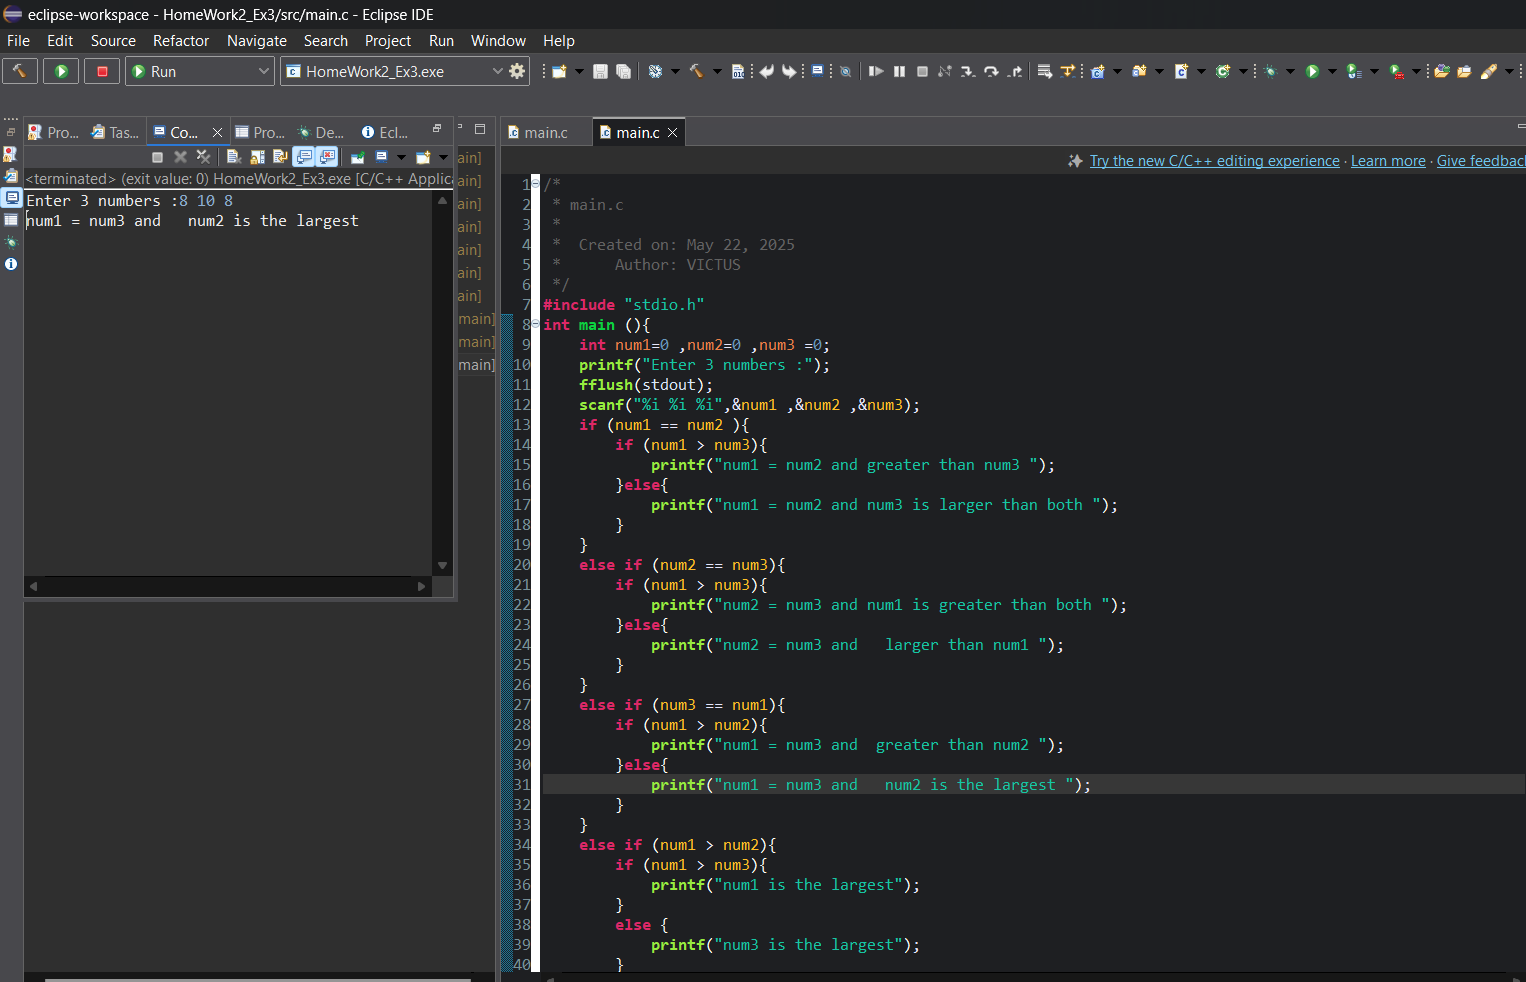 eclipse-workspace - HomeWork2_Ex3/src/main.c - Eclipse IDE
File Edit Source Refactor Navigate Search Project Run Window Help
Run HomeWork2_Ex3.exe
Pro... Tas... Co... Pro... De... Ecl...
<terminated> (exit value: 0) HomeWork2_Ex3.exe [C/C++ Applica
Enter 3 numbers :8 10 8
num1 = num3 and   num2 is the largest
ain]
ain]
ain]
ain]
ain]
ain]
ain]
main]
main]
main]
main.c main.c
Try the new C/C++ editing experience · Learn more · Give feedbac
1 /*
2  * main.c
3  *
4  *  Created on: May 22, 2025
5  *      Author: VICTUS
6  */
7 #include "stdio.h"
8 int main (){
9     int num1=0 ,num2=0 ,num3 =0;
10     printf("Enter 3 numbers :");
11     fflush(stdout);
12     scanf("%i %i %i",&num1 ,&num2 ,&num3);
13     if (num1 == num2 ){
14         if (num1 > num3){
15             printf("num1 = num2 and greater than num3 ");
16         }else{
17             printf("num1 = num2 and num3 is larger than both ");
18         }
19     }
20     else if (num2 == num3){
21         if (num1 > num3){
22             printf("num2 = num3 and num1 is greater than both ");
23         }else{
24             printf("num2 = num3 and   larger than num1 ");
25         }
26     }
27     else if (num3 == num1){
28         if (num1 > num2){
29             printf("num1 = num3 and  greater than num2 ");
30         }else{
31             printf("num1 = num3 and   num2 is the largest ");
32         }
33     }
34     else if (num1 > num2){
35         if (num1 > num3){
36             printf("num1 is the largest");
37         }
38         else {
39             printf("num3 is the largest");
40         }